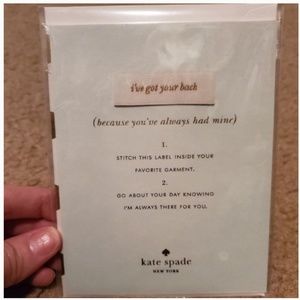 i've got your back
(because you've always had mine)
1.
STITCH THIS LABEL INSIDE YOUR
FAVORITE GARMENT.
2.
GO ABOUT YOUR DAY KNOWING
I'M ALWAYS THERE FOR YOU.
kate spade
NEW YORK